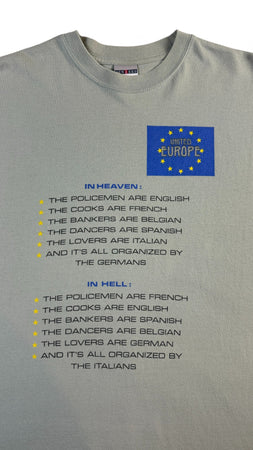 UNITED
EUROPE
IN HEAVEN:
THE POLICEMEN ARE ENGLISH
THE COOKS ARE FRENCH
THE BANKERS ARE BELGIAN
THE DANCERS ARE SPANISH
THE LOVERS ARE ITALIAN
AND IT'S ALL ORGANIZED BY
THE GERMANS
IN HELL:
THE POLICEMEN ARE FRENCH
THE COOKS ARE ENGLISH
THE BANKERS ARE SPANISH
THE DANCERS ARE BELGIAN
THE LOVERS ARE GERMAN
AND IT'S ALL ORGANIZED BY
THE ITALIANS